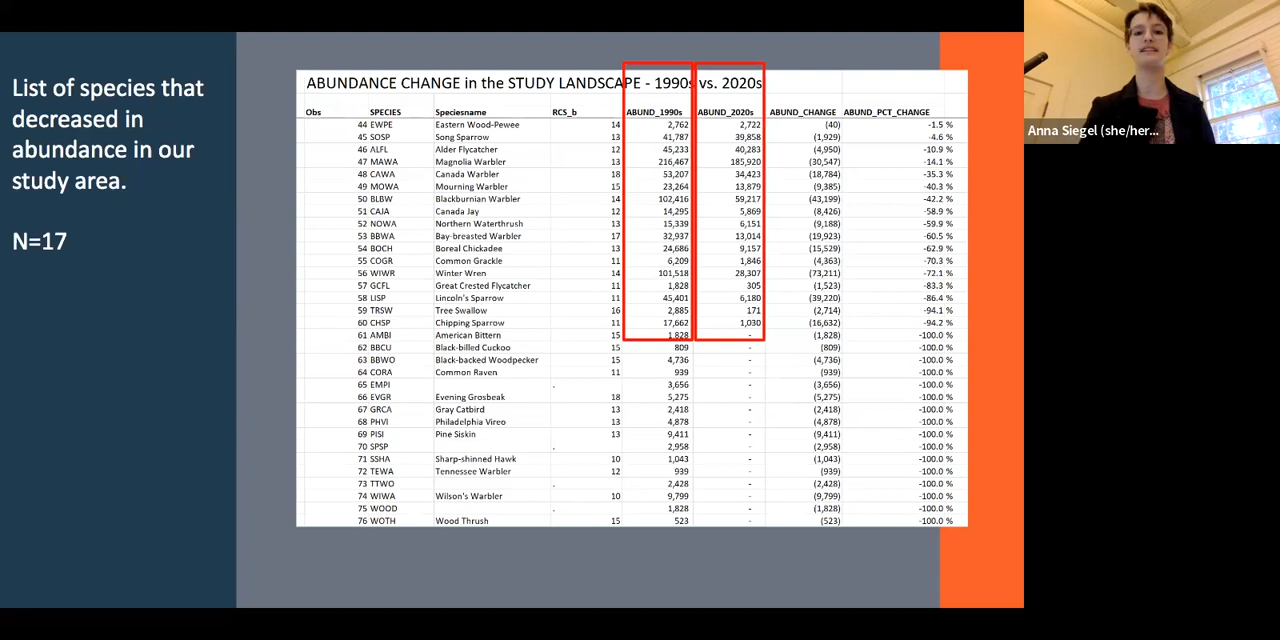 List of species that
decreased in
abundance in our
study area.
N=17
ABUNDANCE CHANGE in the STUDY LANDSCAPE - 1990s vs. 2020s
Obs SPECIES Speciesname RCS_b ABUND_1990s ABUND_2020s ABUND_CHANGE ABUND_PCT_CHANGE
44 EWPE Eastern Wood-Pewee 14 2,762 2,722 (40) -1.5 %
45 SOSP Song Sparrow 13 41,787 39,858 (1,929) -4.6 %
46 ALFL Alder Flycatcher 12 45,233 40,283 (4,950) -10.9 %
47 MAWA Magnolia Warbler 13 216,467 185,920 (30,547) -14.1 %
48 CAWA Canada Warbler 18 53,207 34,423 (18,784) -35.3 %
49 MOWA Mourning Warbler 15 23,264 13,879 (9,385) -40.3 %
50 BLBW Blackburnian Warbler 14 102,416 59,217 (43,199) -42.2 %
51 CAJA Canada Jay 12 14,295 5,869 (8,426) -58.9 %
52 NOWA Northern Waterthrush 13 15,339 6,151 (9,188) -59.9 %
53 BBWA Bay-breasted Warbler 17 32,937 13,014 (19,923) -60.5 %
54 BOCH Boreal Chickadee 13 24,686 9,157 (15,529) -62.9 %
55 COGR Common Grackle 11 6,209 1,846 (4,363) -70.3 %
56 WIWR Winter Wren 14 101,518 28,307 (73,211) -72.1 %
57 GCFL Great Crested Flycatcher 11 1,828 305 (1,523) -83.3 %
58 LISP Lincoln's Sparrow 11 45,401 6,180 (39,220) -86.4 %
59 TRSW Tree Swallow 16 2,885 171 (2,714) -94.1 %
60 CHSP Chipping Sparrow 11 17,662 1,030 (16,632) -94.2 %
61 AMBI American Bittern 15 1,828 - (1,828) -100.0 %
62 BBCU Black-billed Cuckoo 15 809 - (809) -100.0 %
63 BBWO Black-backed Woodpecker 15 4,736 - (4,736) -100.0 %
64 CORA Common Raven 11 939 - (939) -100.0 %
65 EMPI . 3,656 - (3,656) -100.0 %
66 EVGR Evening Grosbeak 18 5,275 - (5,275) -100.0 %
67 GRCA Gray Catbird 13 2,418 - (2,418) -100.0 %
68 PHVI Philadelphia Vireo 13 4,878 - (4,878) -100.0 %
69 PISI Pine Siskin 13 9,411 - (9,411) -100.0 %
70 SPSP . 2,958 - (2,958) -100.0 %
71 SSHA Sharp-shinned Hawk 10 1,043 - (1,043) -100.0 %
72 TEWA Tennessee Warbler 12 939 - (939) -100.0 %
73 TTWO . 2,428 - (2,428) -100.0 %
74 WIWA Wilson's Warbler 10 9,799 - (9,799) -100.0 %
75 WOOD . 1,828 - (1,828) -100.0 %
76 WOTH Wood Thrush 15 523 - (523) -100.0 %
Anna Siegel (she/her...